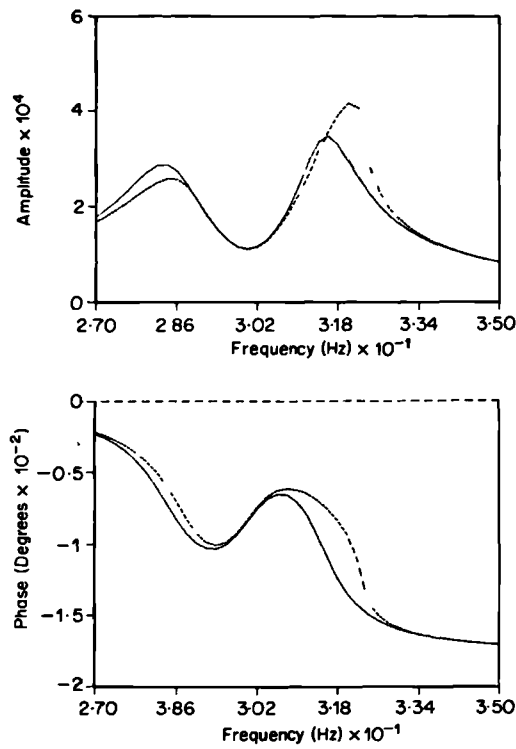 Amplitude × 10⁴
6
4
2
0
2·70 2 86 3·02 3·18 3·34 3·50
Frequency (Hz) × 10⁻¹
Phase (Degrees × 10⁻²)
0
-0·5
-1
-1·5
-2
2·70 3·86 3·02 3·18 3·34 3·50
Frequency (Hz) × 10⁻¹